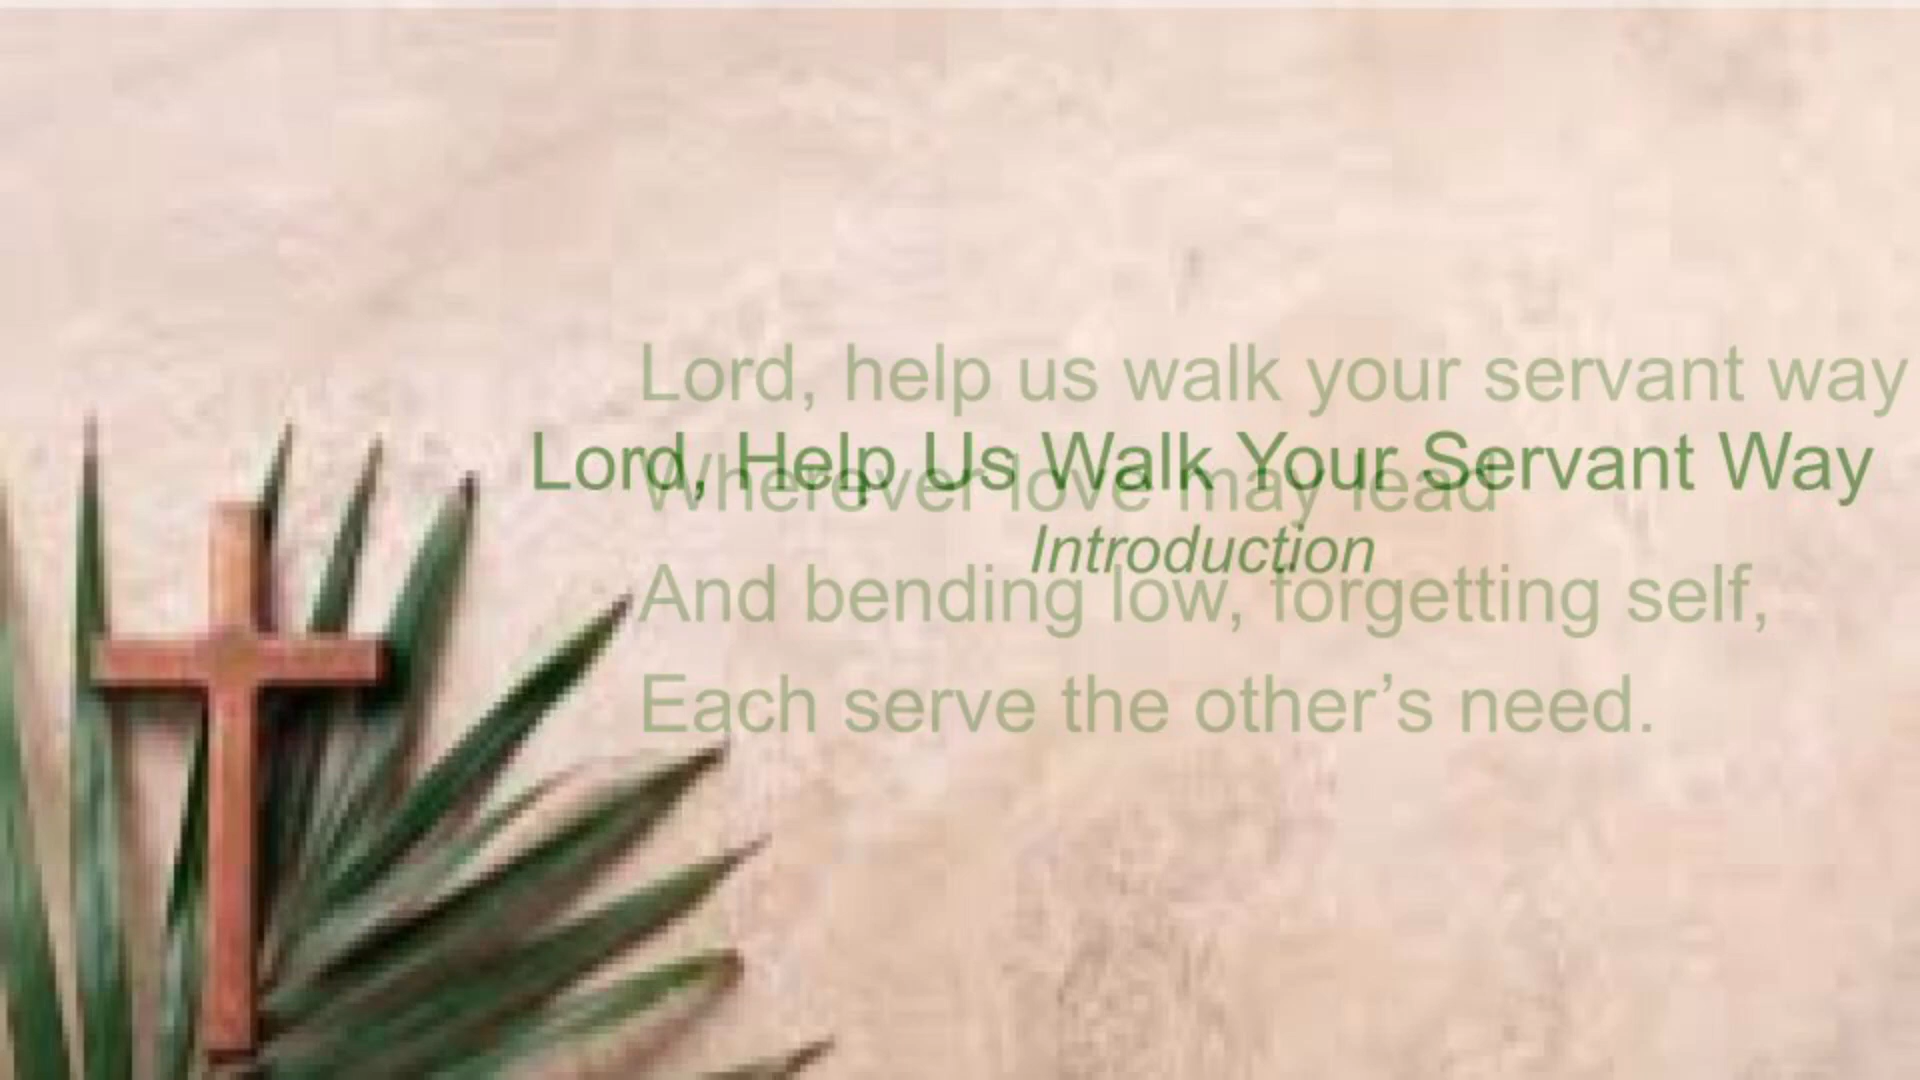 Lord, help us walk your servant way
Lord, Help Us Walk Your Servant Way
Wherever love may lead
Introduction
And bending low, forgetting self,
Each serve the other’s need.